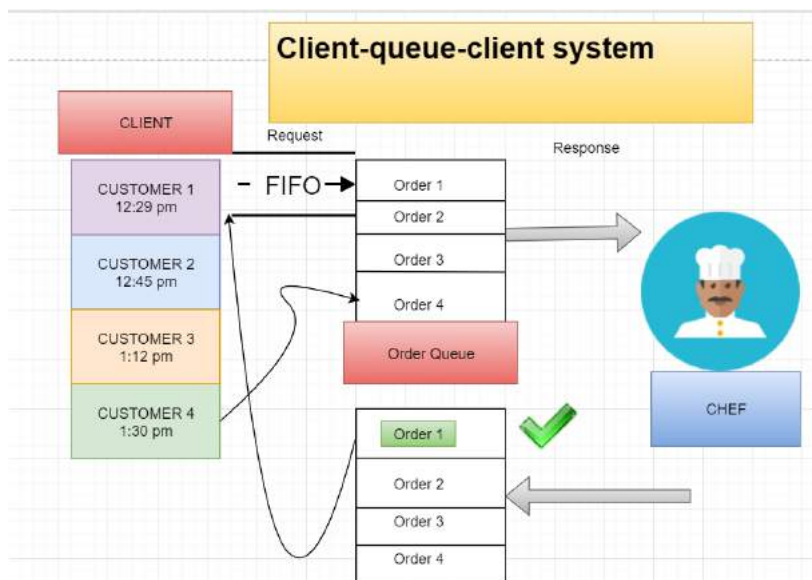 Client-queue-client system
CLIENT
Request
Response
CUSTOMER 1
12:29 pm
FIFO
Order 1
Order 2
CUSTOMER 2
12:45 pm
Order 3
Order 4
CUSTOMER 3
1:12 pm
Order Queue
CUSTOMER 4
1:30 pm
CHEF
Order 1
Order 2
Order 3
Order 4